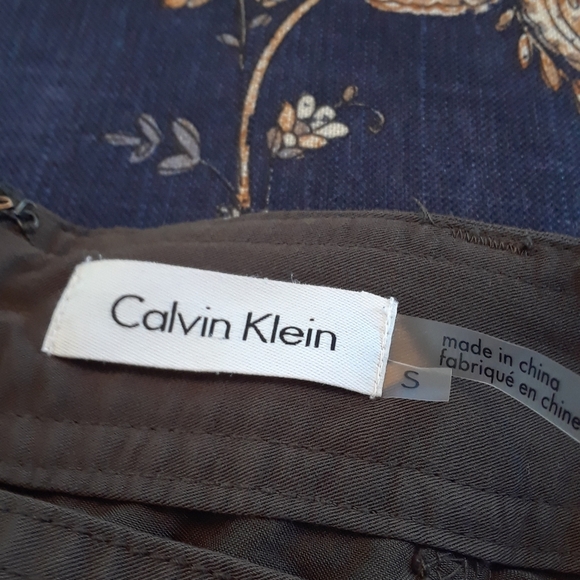 Calvin Klein
S
made in china
fabriqué en chine